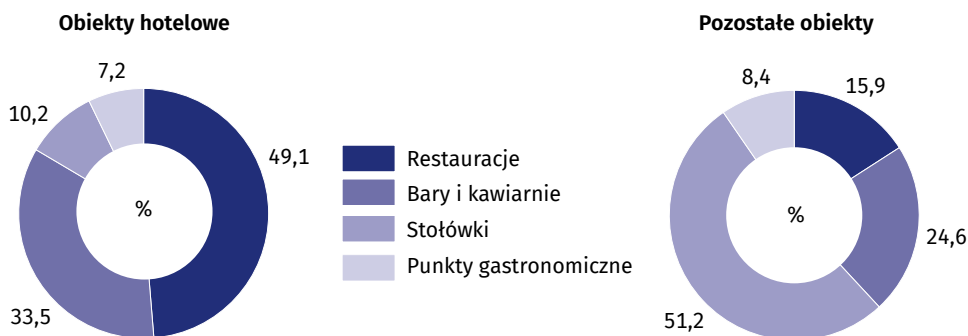 Obiekty hotelowe
7,2
10,2
49,1
%
33,5
Restauracje
Bary i kawiarnie
Stołówki
Punkty gastronomiczne
Pozostałe obiekty
8,4
15,9
%
24,6
51,2